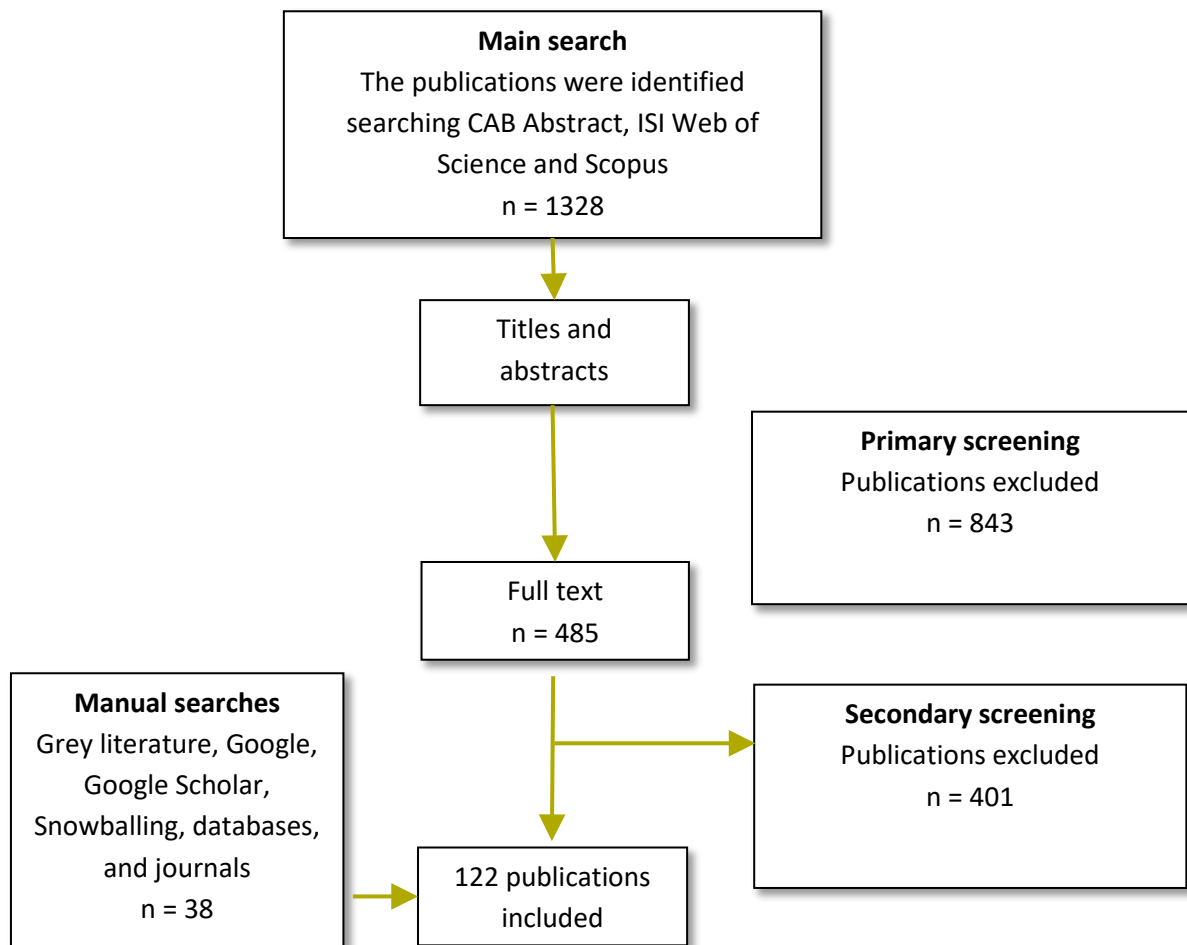 Main search
The publications were identified
searching CAB Abstract, ISI Web of
Science and Scopus
n = 1328
Titles and
abstracts
Primary screening
Publications excluded
n = 843
Full text
n = 485
Manual searches
Grey literature, Google,
Google Scholar,
Snowballing, databases,
and journals
n = 38
Secondary screening
Publications excluded
n = 401
122 publications
included